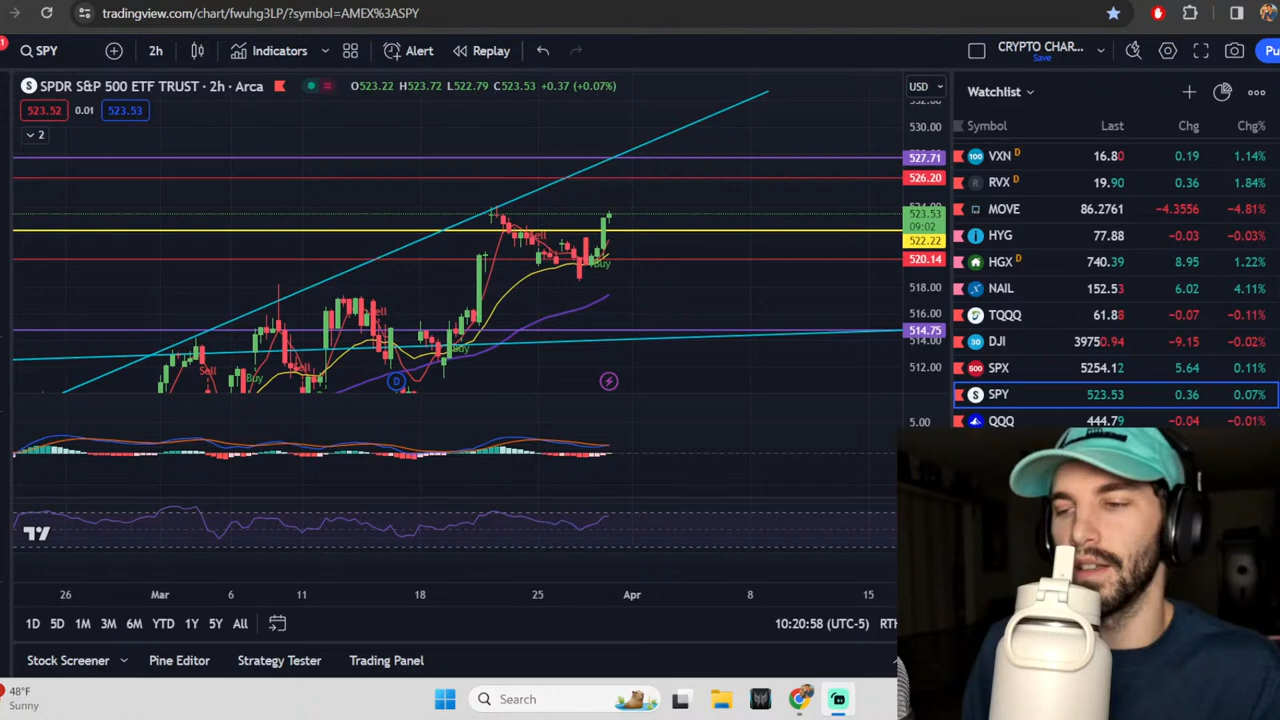 tradingview.com/chart/fwuhg3LP/?symbol=AMEX%3ASPY
SPY 2h Indicators Alert Replay CRYPTO CHAR... Save Pu
S SPDR S&P 500 ETF TRUST · 2h · Arca O523.22 H523.72 L522.79 C523.53 +0.37 (+0.07%) USD
523.52 0.01 523.53
2
530.00
527.71
526.20
523.53
09:02
522.22
520.14
518.00
516.00
514.75
514.00
512.00
5.00
Sell
Buy
Sell
Sell
Buy
Sell
Buy
D
26 Mar 6 11 18 25 Apr 8 15
1D 5D 1M 3M 6M YTD 1Y 5Y All 10:20:58 (UTC-5) RTH
Stock Screener Pine Editor Strategy Tester Trading Panel
Watchlist
Symbol Last Chg Chg%
100 VXN D 16.80 0.19 1.14%
R RVX D 19.90 0.36 1.84%
MOVE 86.2761 -4.3556 -4.81%
HYG 77.88 -0.03 -0.03%
HGX D 740.39 8.95 1.22%
NAIL 152.53 6.02 4.11%
TQQQ 61.88 -0.07 -0.11%
30 DJI 39750.94 -9.15 -0.02%
500 SPX 5254.12 5.64 0.11%
S SPY 523.53 0.36 0.07%
QQQ 444.79 -0.04 -0.01%
48°F
Sunny
Search